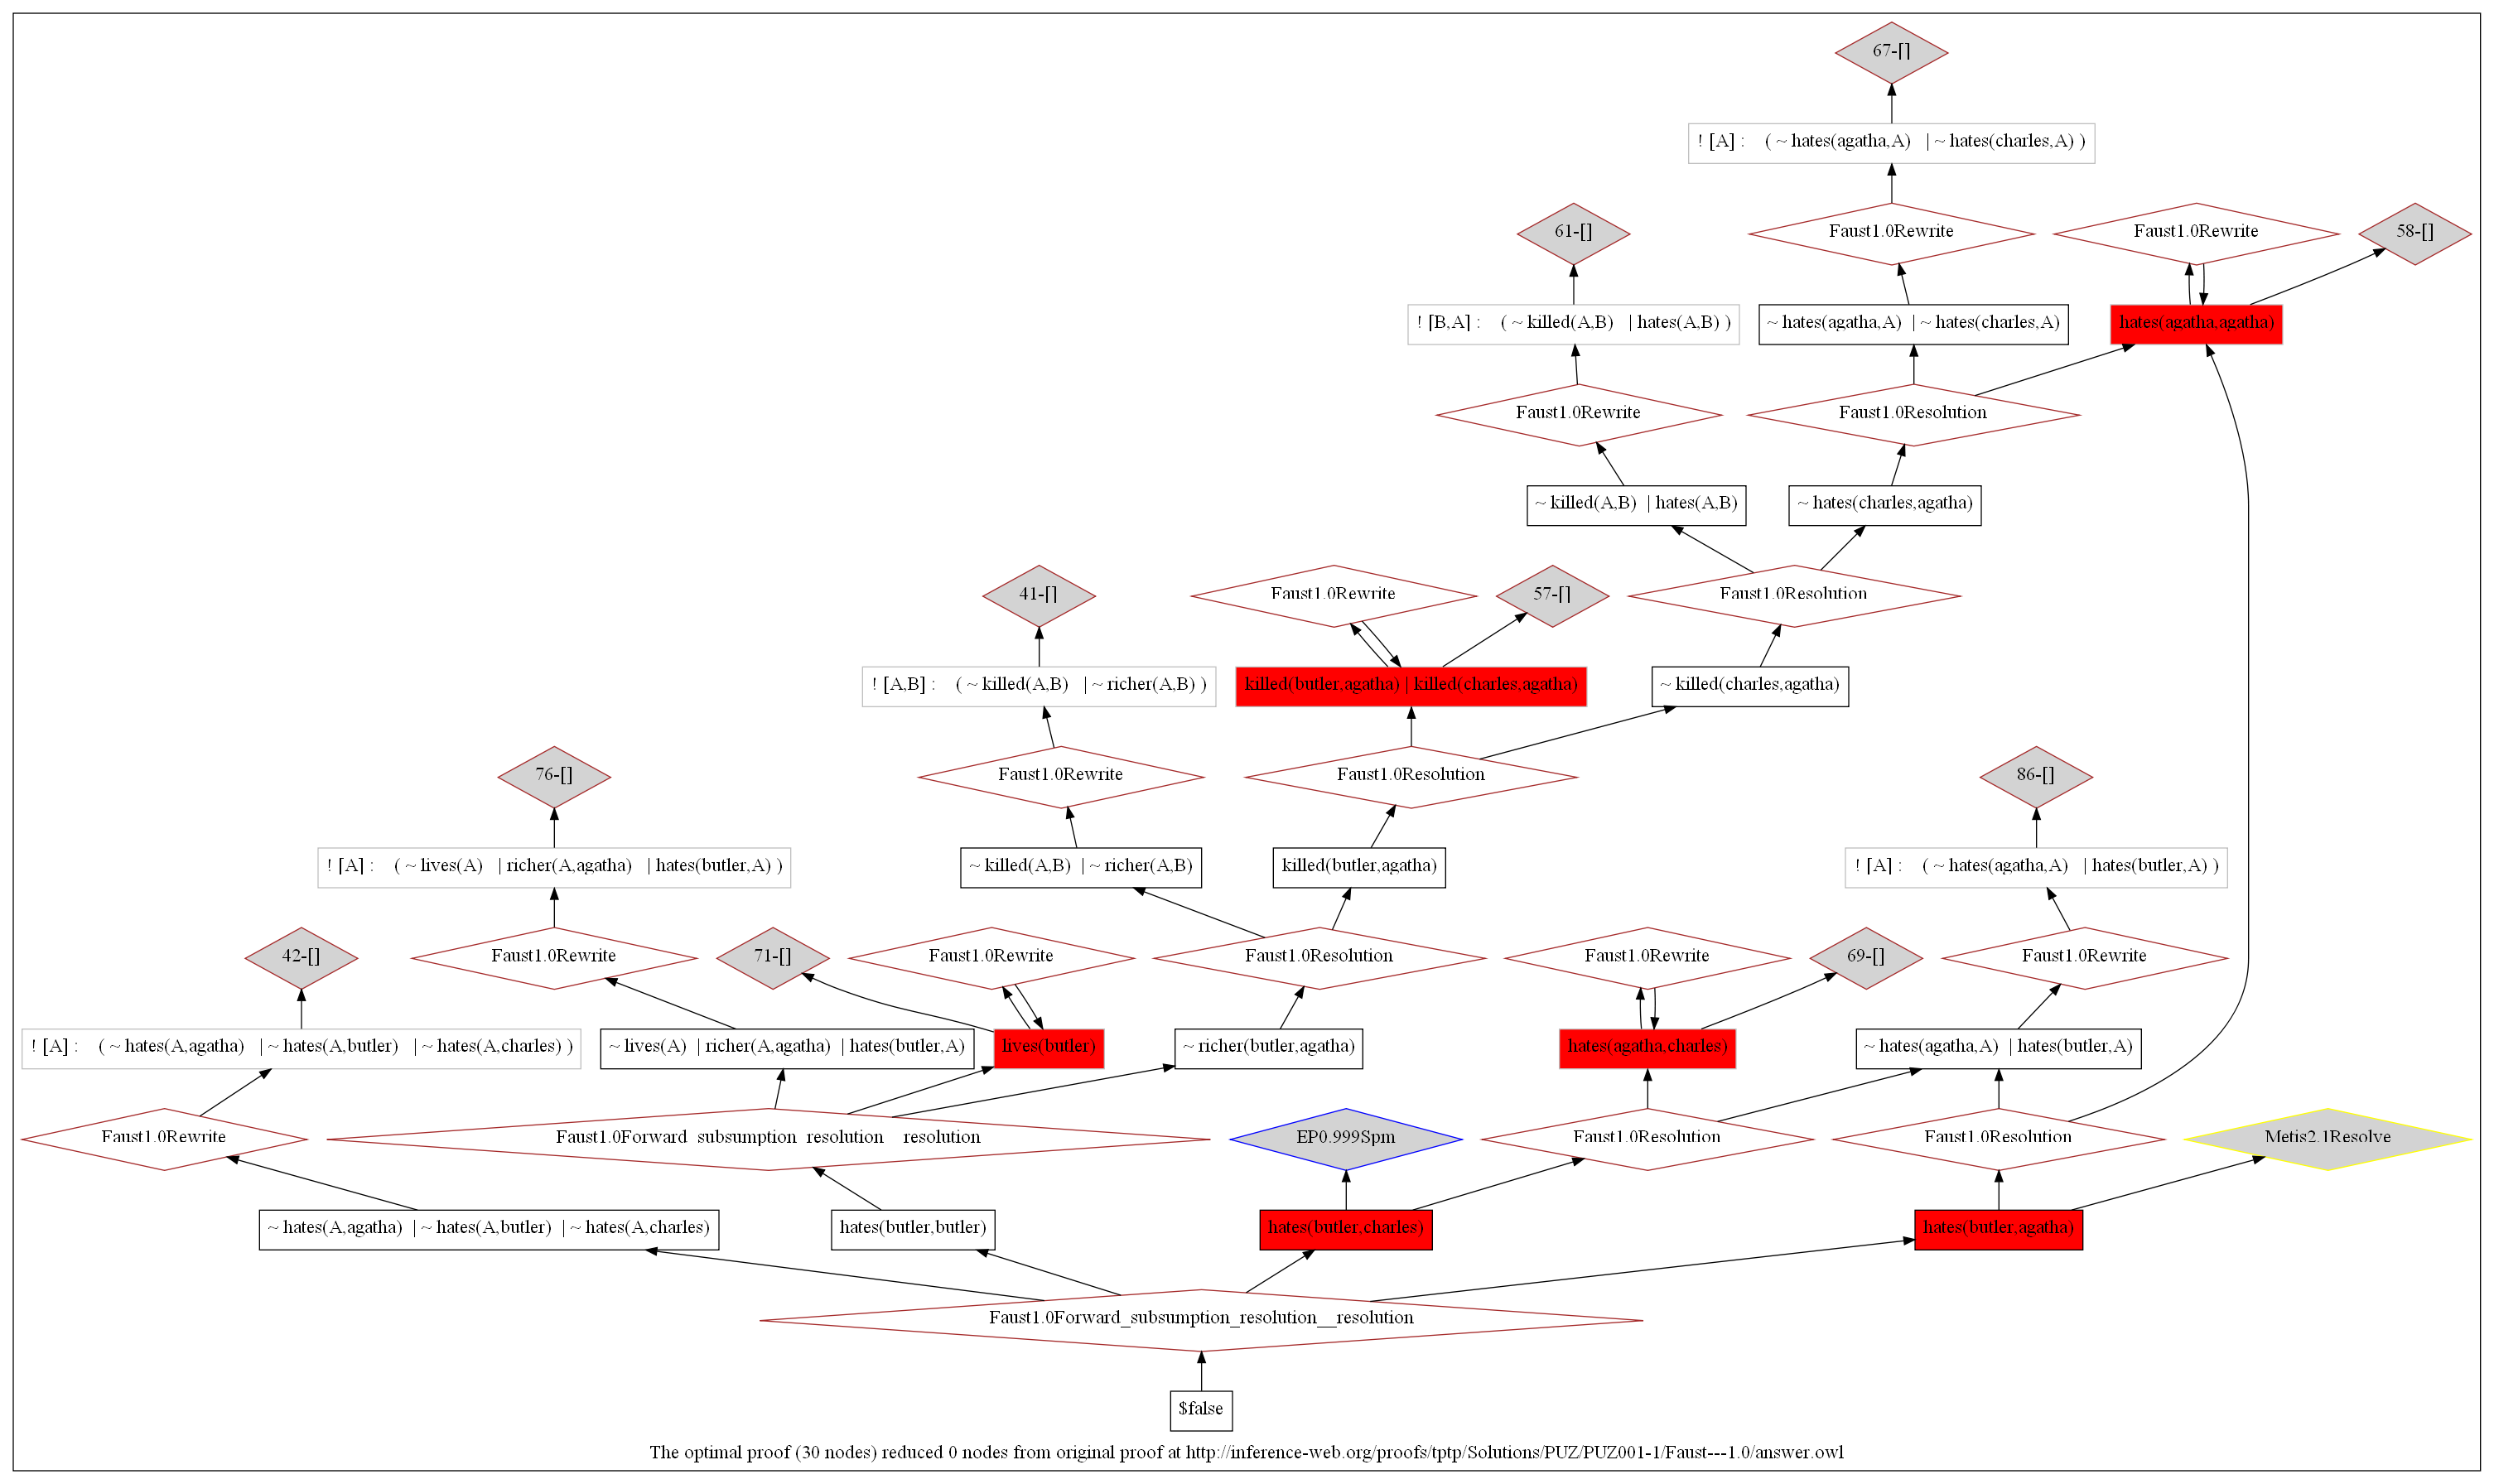 67-[]
! [A] : ( ~ hates(agatha,A) | ~ hates(charles,A) )
61-[]
Faust1.0Rewrite
Faust1.0Rewrite
58-[]
! [B,A] : ( ~ killed(A,B) | hates(A,B) )
~ hates(agatha,A) | ~ hates(charles,A)
hates(agatha,agatha)
Faust1.0Rewrite
Faust1.0Resolution
~ killed(A,B) | hates(A,B)
~ hates(charles,agatha)
41-[]
Faust1.0Rewrite
57-[]
Faust1.0Resolution
! [A,B] : ( ~ killed(A,B) | ~ richer(A,B) )
killed(butler,agatha) | killed(charles,agatha)
~ killed(charles,agatha)
76-[]
Faust1.0Rewrite
Faust1.0Resolution
86-[]
! [A] : ( ~ lives(A) | richer(A,agatha) | hates(butler,A) )
~ killed(A,B) | ~ richer(A,B)
killed(butler,agatha)
! [A] : ( ~ hates(agatha,A) | hates(butler,A) )
42-[]
Faust1.0Rewrite
71-[]
Faust1.0Rewrite
Faust1.0Resolution
Faust1.0Rewrite
69-[]
Faust1.0Rewrite
! [A] : ( ~ hates(A,agatha) | ~ hates(A,butler) | ~ hates(A,charles) )
~ lives(A) | richer(A,agatha) | hates(butler,A)
lives(butler)
~ richer(butler,agatha)
hates(agatha,charles)
~ hates(agatha,A) | hates(butler,A)
Faust1.0Rewrite
Faust1.0Forward_subsumption_resolution__resolution
EP0.999Spm
Faust1.0Resolution
Faust1.0Resolution
Metis2.1Resolve
~ hates(A,agatha) | ~ hates(A,butler) | ~ hates(A,charles)
hates(butler,butler)
hates(butler,charles)
hates(butler,agatha)
Faust1.0Forward_subsumption_resolution__resolution
$false
The optimal proof (30 nodes) reduced 0 nodes from original proof at http://inference-web.org/proofs/tptp/Solutions/PUZ/PUZ001-1/Faust---1.0/answer.owl